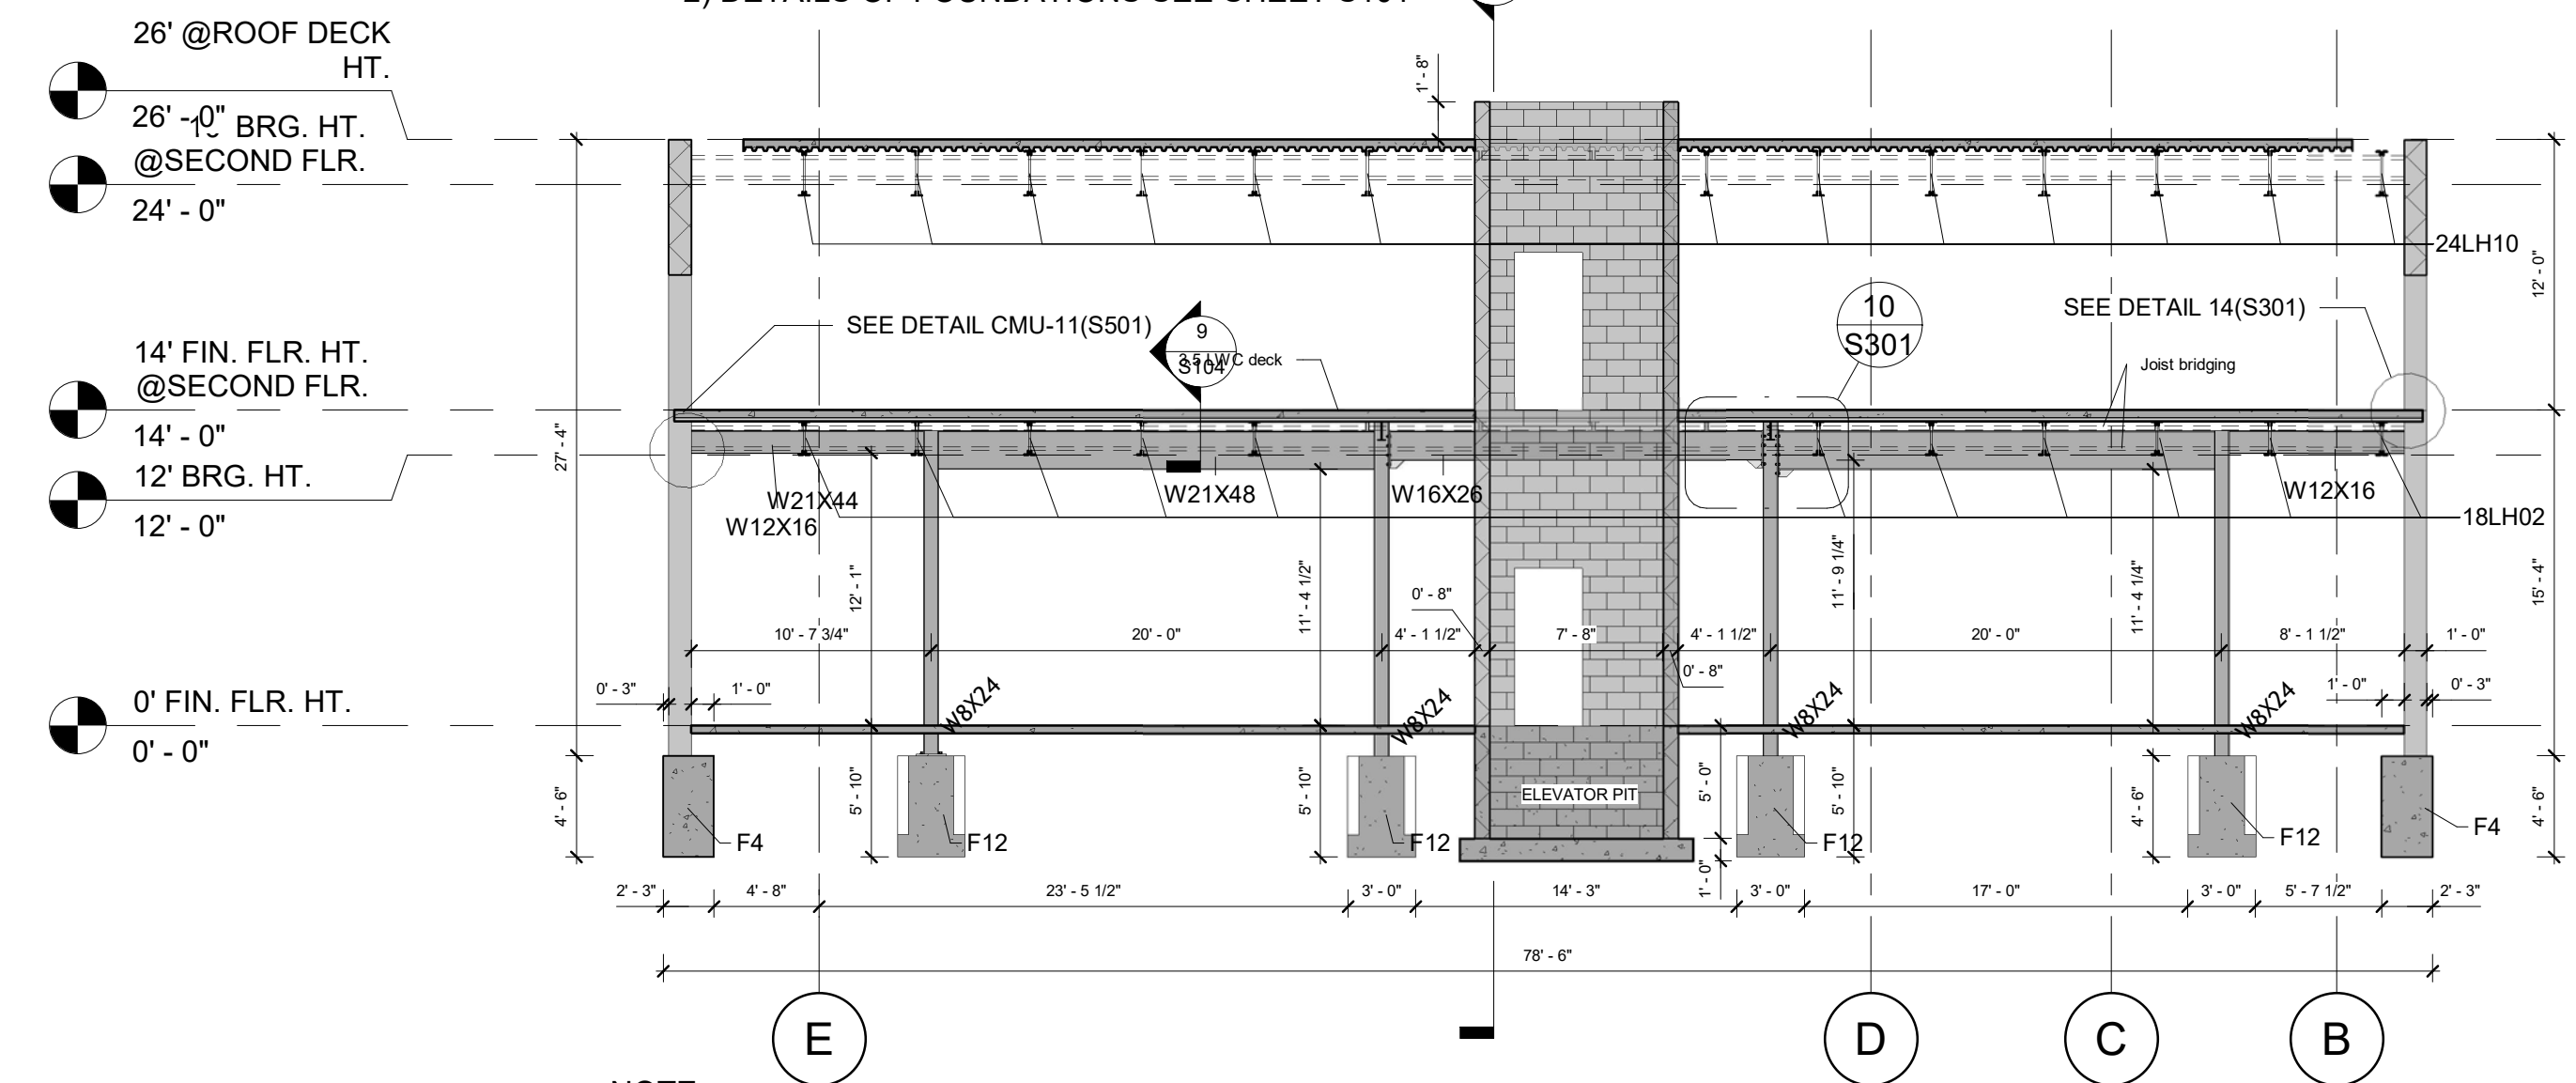 26' @ROOF DECK
HT.
26' - 0"
BRG. HT.
@SECOND FLR.
24' - 0"
14' FIN. FLR. HT.
@SECOND FLR.
14' - 0"
12' BRG. HT.
12' - 0"
0' FIN. FLR. HT.
0' - 0"
1' - 8"
24LH10
12' - 0"
SEE DETAIL CMU-11(S501)
9
S104
3.5 LWC deck
10
S301
SEE DETAIL 14(S301)
Joist bridging
27' - 4"
W21X44
W12X16
W21X48
W16X26
W12X16
18LH02
12' - 1"
11' - 4 1/2"
0' - 8"
11' - 9 1/4"
11' - 4 1/4"
15' - 4"
10' - 7 3/4"
20' - 0"
4' - 1 1/2"
7' - 8"
4' - 1 1/2"
20' - 0"
8' - 1 1/2"
1' - 0"
0' - 8"
0' - 3"
1' - 0"
1' - 0"
0' - 3"
W8X24
W8X24
W8X24
W8X24
4' - 6"
F4
5' - 10"
F12
5' - 10"
F12
ELEVATOR PIT
5' - 0"
1' - 0"
F12
5' - 10"
4' - 6"
F12
F4
4' - 6"
2' - 3"
4' - 8"
23' - 5 1/2"
3' - 0"
14' - 3"
3' - 0"
17' - 0"
3' - 0"
5' - 7 1/2"
2' - 3"
78' - 6"
E
D
C
B